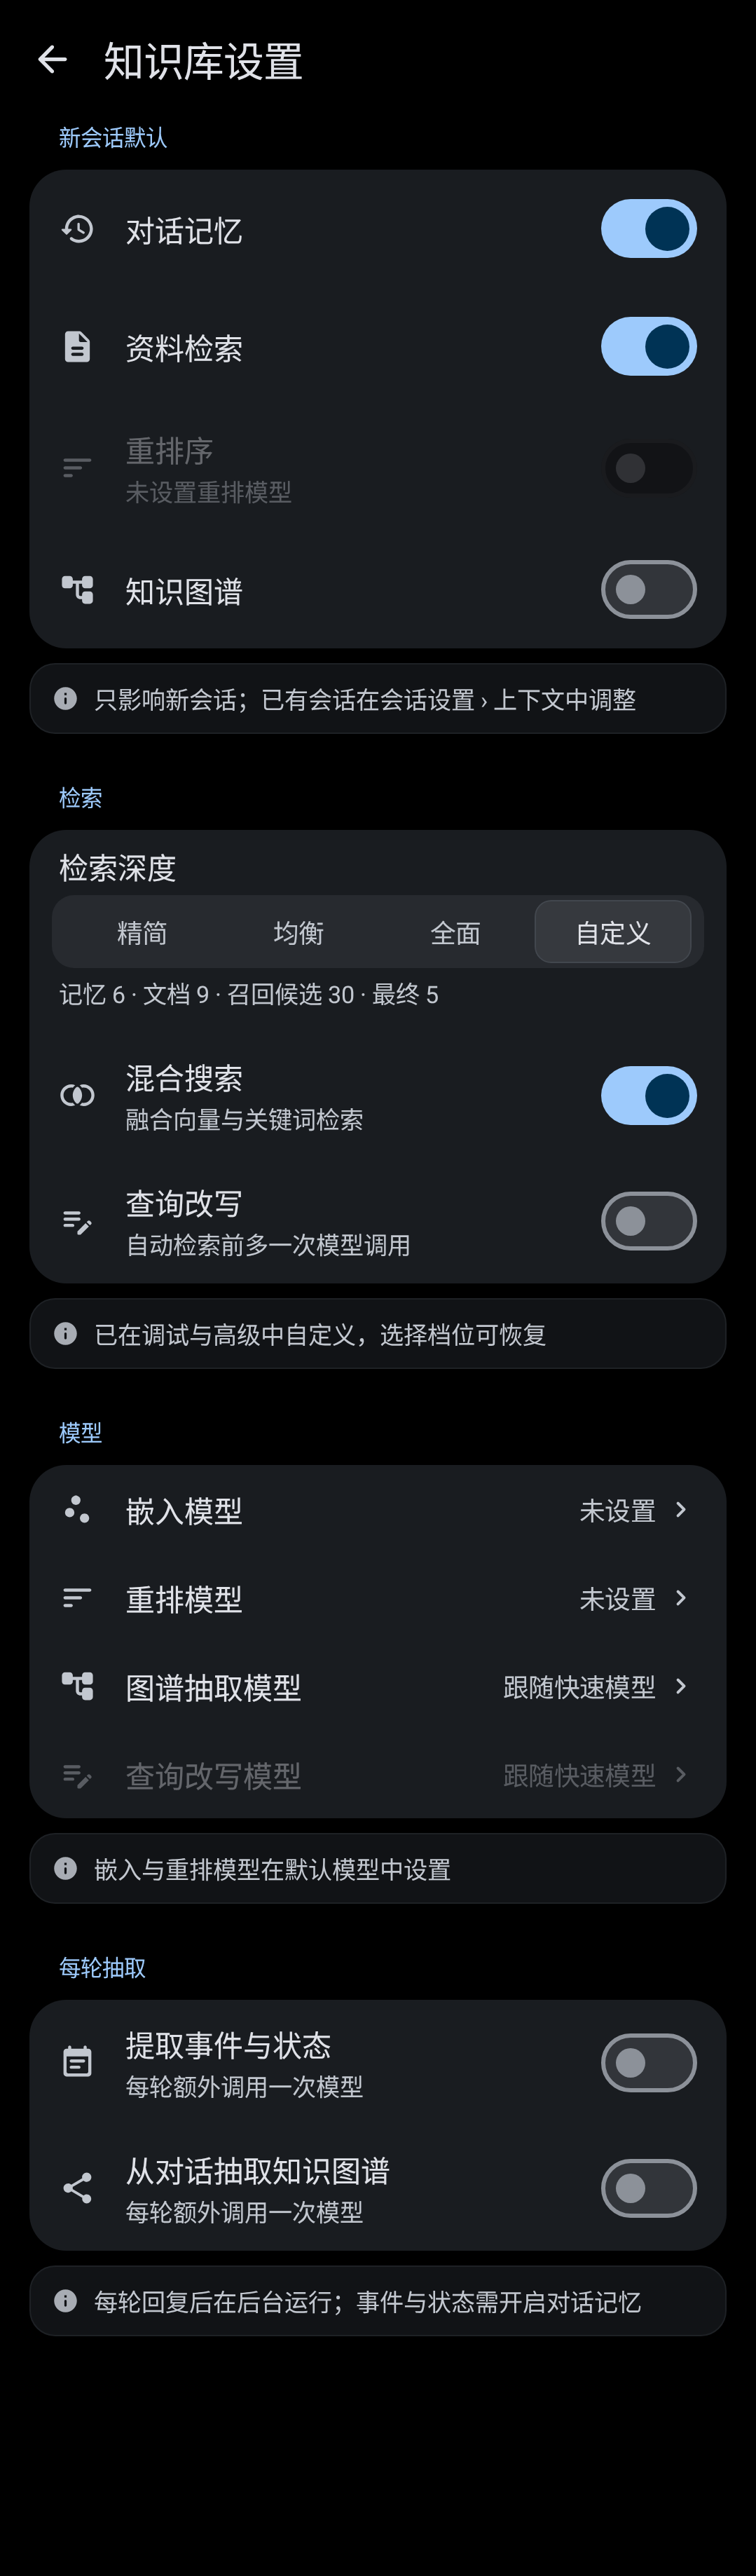 知识库设置
新会话默认
对话记忆
资料检索
重排序
未设置重排模型
知识图谱
只影响新会话；已有会话在会话设置 › 上下文中调整
检索
检索深度
精简 均衡 全面 自定义
记忆 6 · 文档 9 · 召回候选 30 · 最终 5
混合搜索
融合向量与关键词检索
查询改写
自动检索前多一次模型调用
已在调试与高级中自定义，选择档位可恢复
模型
嵌入模型 未设置
重排模型 未设置
图谱抽取模型 跟随快速模型
查询改写模型 跟随快速模型
嵌入与重排模型在默认模型中设置
每轮抽取
提取事件与状态
每轮额外调用一次模型
从对话抽取知识图谱
每轮额外调用一次模型
每轮回复后在后台运行；事件与状态需开启对话记忆